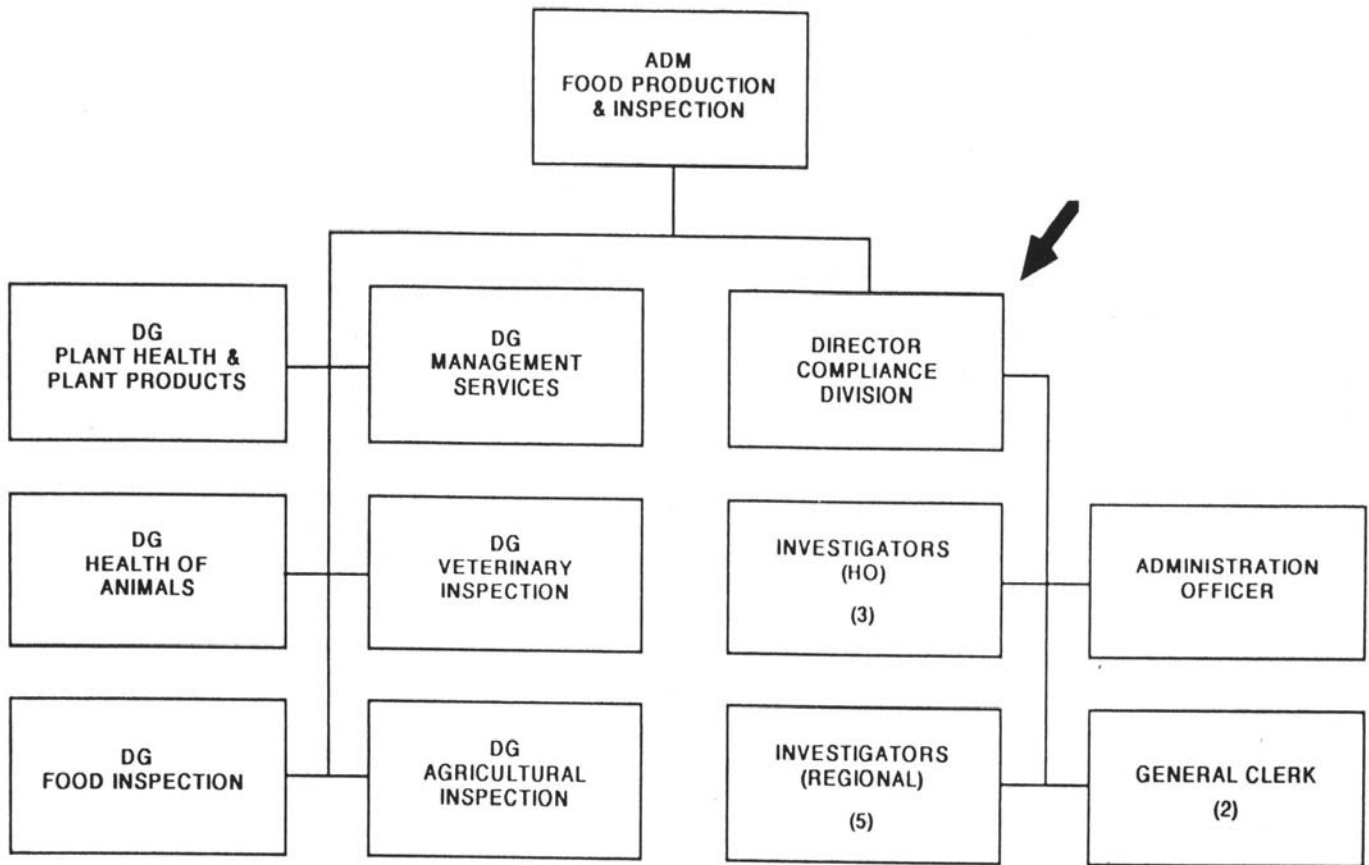 ADM
FOOD PRODUCTION
& INSPECTION
DG
PLANT HEALTH &
PLANT PRODUCTS
DG
MANAGEMENT
SERVICES
DIRECTOR
COMPLIANCE
DIVISION
DG
HEALTH OF
ANIMALS
DG
VETERINARY
INSPECTION
INVESTIGATORS
(HO)
(3)
ADMINISTRATION
OFFICER
DG
FOOD INSPECTION
DG
AGRICULTURAL
INSPECTION
INVESTIGATORS
(REGIONAL)
(5)
GENERAL CLERK
(2)